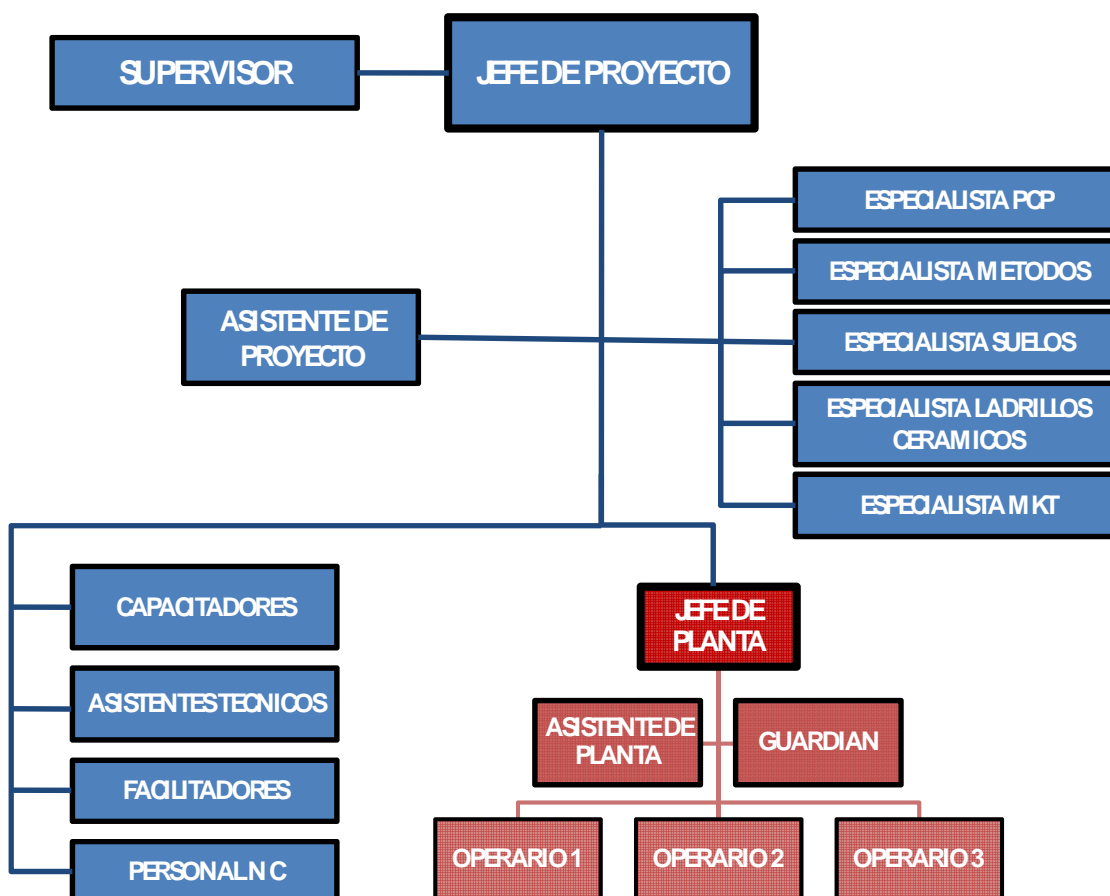 SUPERVISOR
JEFE DE PROYECTO
ESPECIALISTA PCP
ESPECIALISTA METODOS
ASISTENTE DE
PROYECTO
ESPECIALISTA SUELOS
ESPECIALISTA LADRILLOS
CERAMICOS
ESPECIALISTA MKT
CAPACITADORES
ASISTENTES TECNICOS
FACILITADORES
PERSONAL N C
JEFE DE
PLANTA
ASISTENTE DE
PLANTA
GUARDIAN
OPERARIO 1
OPERARIO 2
OPERARIO 3